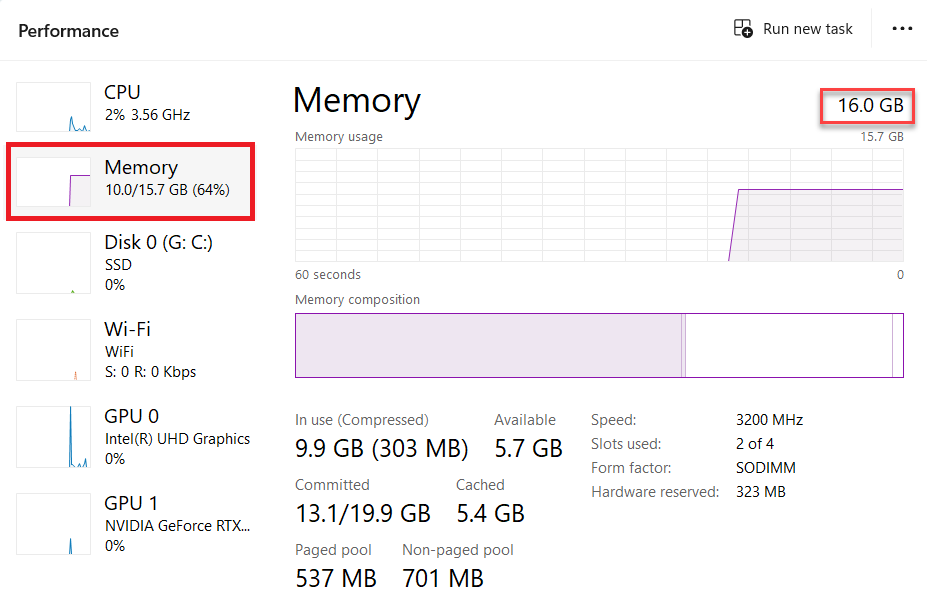 Performance
Run new task
CPU
2% 3.56 GHz
Memory
10.0/15.7 GB (64%)
Disk 0 (G: C:)
SSD
0%
Wi-Fi
WiFi
S: 0 R: 0 Kbps
GPU 0
Intel(R) UHD Graphics
0%
GPU 1
NVIDIA GeForce RTX...
0%
Memory
16.0 GB
Memory usage
15.7 GB
60 seconds
0
Memory composition
In use (Compressed)
9.9 GB (303 MB)
Available
5.7 GB
Committed
13.1/19.9 GB
Cached
5.4 GB
Paged pool
537 MB
Non-paged pool
701 MB
Speed: 3200 MHz
Slots used: 2 of 4
Form factor: SODIMM
Hardware reserved: 323 MB